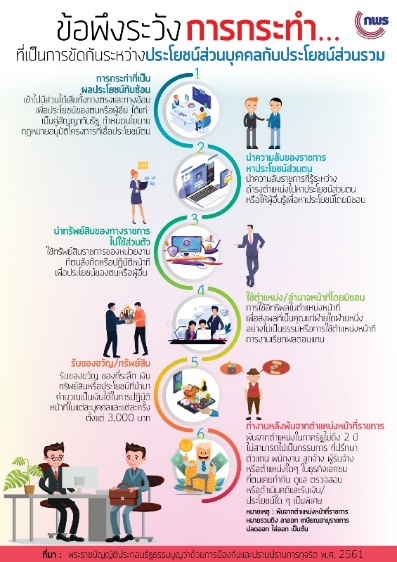 ข้อพึงระวัง การกระทำ...
กพร
ที่เป็นการขัดกันระหว่างประโยชน์ส่วนบุคคลกับประโยชน์ส่วนรวม
1
การกระทำที่เป็น
ผลประโยชน์ทับซ้อน
เข้าไปมีส่วนได้เสียทั้งทางตรงและทางอ้อม
เพื่อประโยชน์ของตนหรือผู้อื่น ได้แก่
เป็นคู่สัญญากับรัฐ กำหนดนโยบาย
กฎหมายอนุมัติโครงการที่เอื้อประโยชน์ตน
2
นำความลับของราชการ
หาประโยชน์ส่วนตน
นำความลับราชการที่รู้ระหว่าง
ดำรงตำแหน่งไปหาประโยชน์ส่วนตน
หรือให้ผู้อื่นรู้เพื่อหาประโยชน์โดยมิชอบ
3
นำทรัพย์สินของทางราชการ
ไปใช้ส่วนตัว
ใช้ทรัพย์สินราชการของหน่วยงาน
ที่ตนสังกัดหรือปฏิบัติหน้าที่
เพื่อประโยชน์ของตนหรือผู้อื่น
4
ใช้ตำแหน่ง/อำนาจหน้าที่โดยมิชอบ
การใช้อิทธิพลในตำแหน่งหน้าที่
เพื่อส่งผลที่เป็นคุณแก่ฝ่ายใดฝ่ายหนึ่ง
อย่างไม่เป็นธรรมหรือการใช้ตำแหน่งหน้าที่
การงานเรียกผลตอบแทน
5
รับของขวัญ/ทรัพย์สิน
รับของขวัญ ของที่ระลึก เงิน
ทรัพย์สินหรือประโยชน์ที่นำมา
คำนวณเป็นเงินได้ในการปฏิบัติ
หน้าที่ในแต่ละบุคคลและแต่ละครั้ง
ตั้งแต่ 3,000 บาท
6
ทำงานหลังพ้นจากตำแหน่งหน้าที่ราชการ
พ้นจากตำแหน่งในภาครัฐไม่ถึง 2 ปี
ไม่สามารถไปเป็นกรรมการ ที่ปรึกษา
ตัวแทน พนักงาน ลูกจ้าง ผู้รับจ้าง
หรือตำแหน่งใดๆ ในธุรกิจเอกชน
ที่ตนเคยกำกับ ดูแล ตรวจสอบ
หรือดำเนินคดีและรับเงิน/
ประโยชน์ใด ๆ เป็นพิเศษ
หมายเหตุ : พ้นจากตำแหน่งหน้าที่ราชการ
หมายรวมถึง ลาออก เกษียณอายุราชการ
ปลดออก ไล่ออก เป็นต้น
ที่มา : พระราชบัญญัติประกอบรัฐธรรมนูญว่าด้วยการป้องกันและปราบปรามการทุจริต พ.ศ. 2561